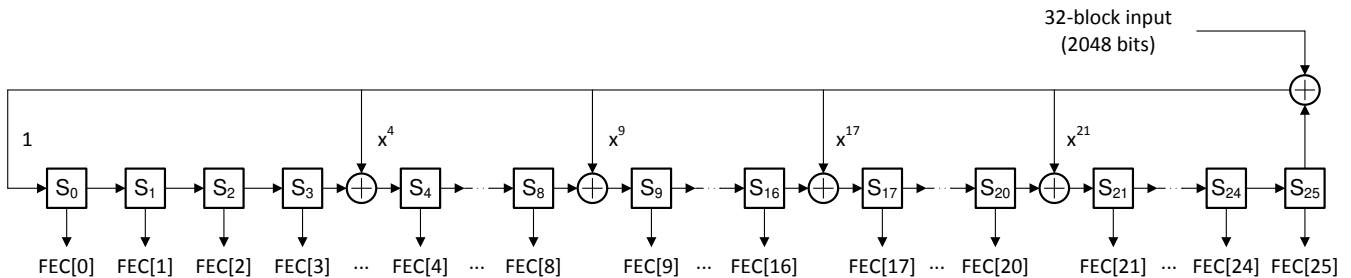 32-block input
(2048 bits)
1 x⁴ x⁹ x¹⁷ x²¹
S₀ S₁ S₂ S₃ S₄ S₈ S₉ S₁₆ S₁₇ S₂₀ S₂₁ S₂₄ S₂₅
FEC[0] FEC[1] FEC[2] FEC[3] ... FEC[4] ... FEC[8] FEC[9] ... FEC[16] FEC[17] ... FEC[20] FEC[21] ... FEC[24] FEC[25]